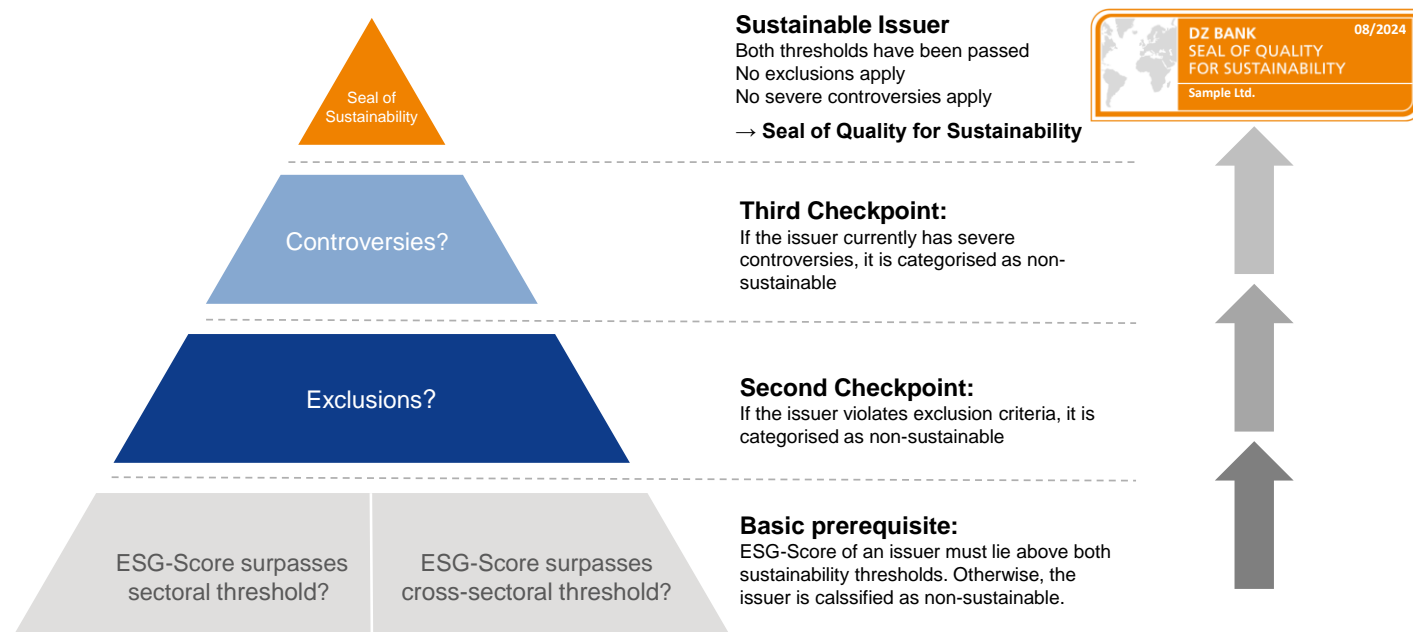 Seal of
Sustainability
Sustainable Issuer
Both thresholds have been passed
No exclusions apply
No severe controversies apply
→ Seal of Quality for Sustainability
DZ BANK
08/2024
SEAL OF QUALITY
FOR SUSTAINABILITY
Sample Ltd.
Controversies?
Third Checkpoint:
If the issuer currently has severe
controversies, it is categorised as non-
sustainable
Exclusions?
Second Checkpoint:
If the issuer violates exclusion criteria, it is
categorised as non-sustainable
ESG-Score surpasses
sectoral threshold?
ESG-Score surpasses
cross-sectoral threshold?
Basic prerequisite:
ESG-Score of an issuer must lie above both
sustainability thresholds. Otherwise, the
issuer is calssified as non-sustainable.